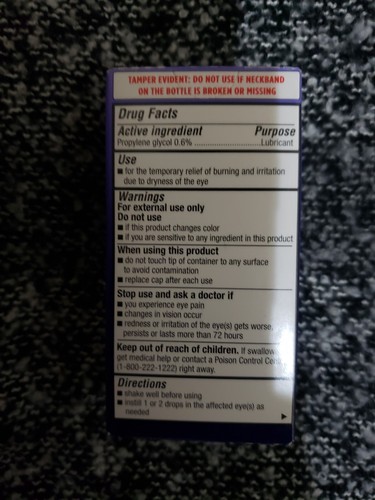 TAMPER EVIDENT: DO NOT USE IF NECKBAND
ON THE BOTTLE IS BROKEN OR MISSING
Drug Facts
Active ingredient Purpose
Propylene glycol 0.6% ........................ Lubricant
Use
■ for the temporary relief of burning and irritation
due to dryness of the eye
Warnings
For external use only
Do not use
■ if this product changes color
■ if you are sensitive to any ingredient in this product
When using this product
■ do not touch tip of container to any surface
to avoid contamination
■ replace cap after each use
Stop use and ask a doctor if
■ you experience eye pain
■ changes in vision occur
■ redness or irritation of the eye(s) gets worse,
persists or lasts more than 72 hours
Keep out of reach of children. If swallowed,
get medical help or contact a Poison Control Center
(1-800-222-1222) right away.
Directions
■ shake well before using
■ instill 1 or 2 drops in the affected eye(s) as
needed